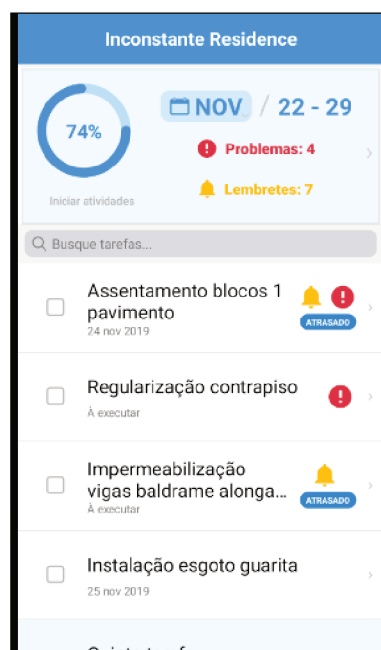 Inconstante Residence
NOV / 22 - 29
74%
Problemas: 4
Lembretes: 7
Iniciar atividades
Busque tarefas...
Assentamento blocos 1
pavimento
24 nov 2019
ATRASADO
Regularização contrapiso
À executar
Impermeabilização
vigas baldrame alonga...
À executar
ATRASADO
Instalação esgoto guarita
25 nov 2019